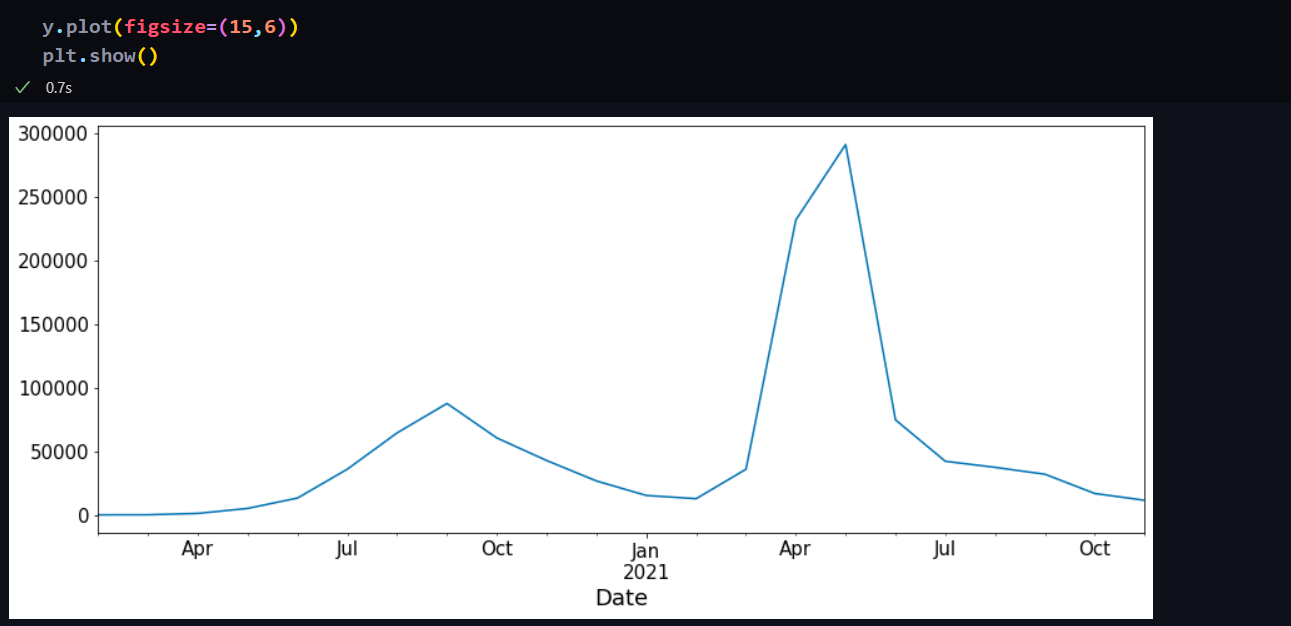 y.plot(figsize=(15,6))
plt.show()
0.7s
300000
250000
200000
150000
100000
50000
0
Apr Jul Oct Jan Apr Jul Oct
2021
Date